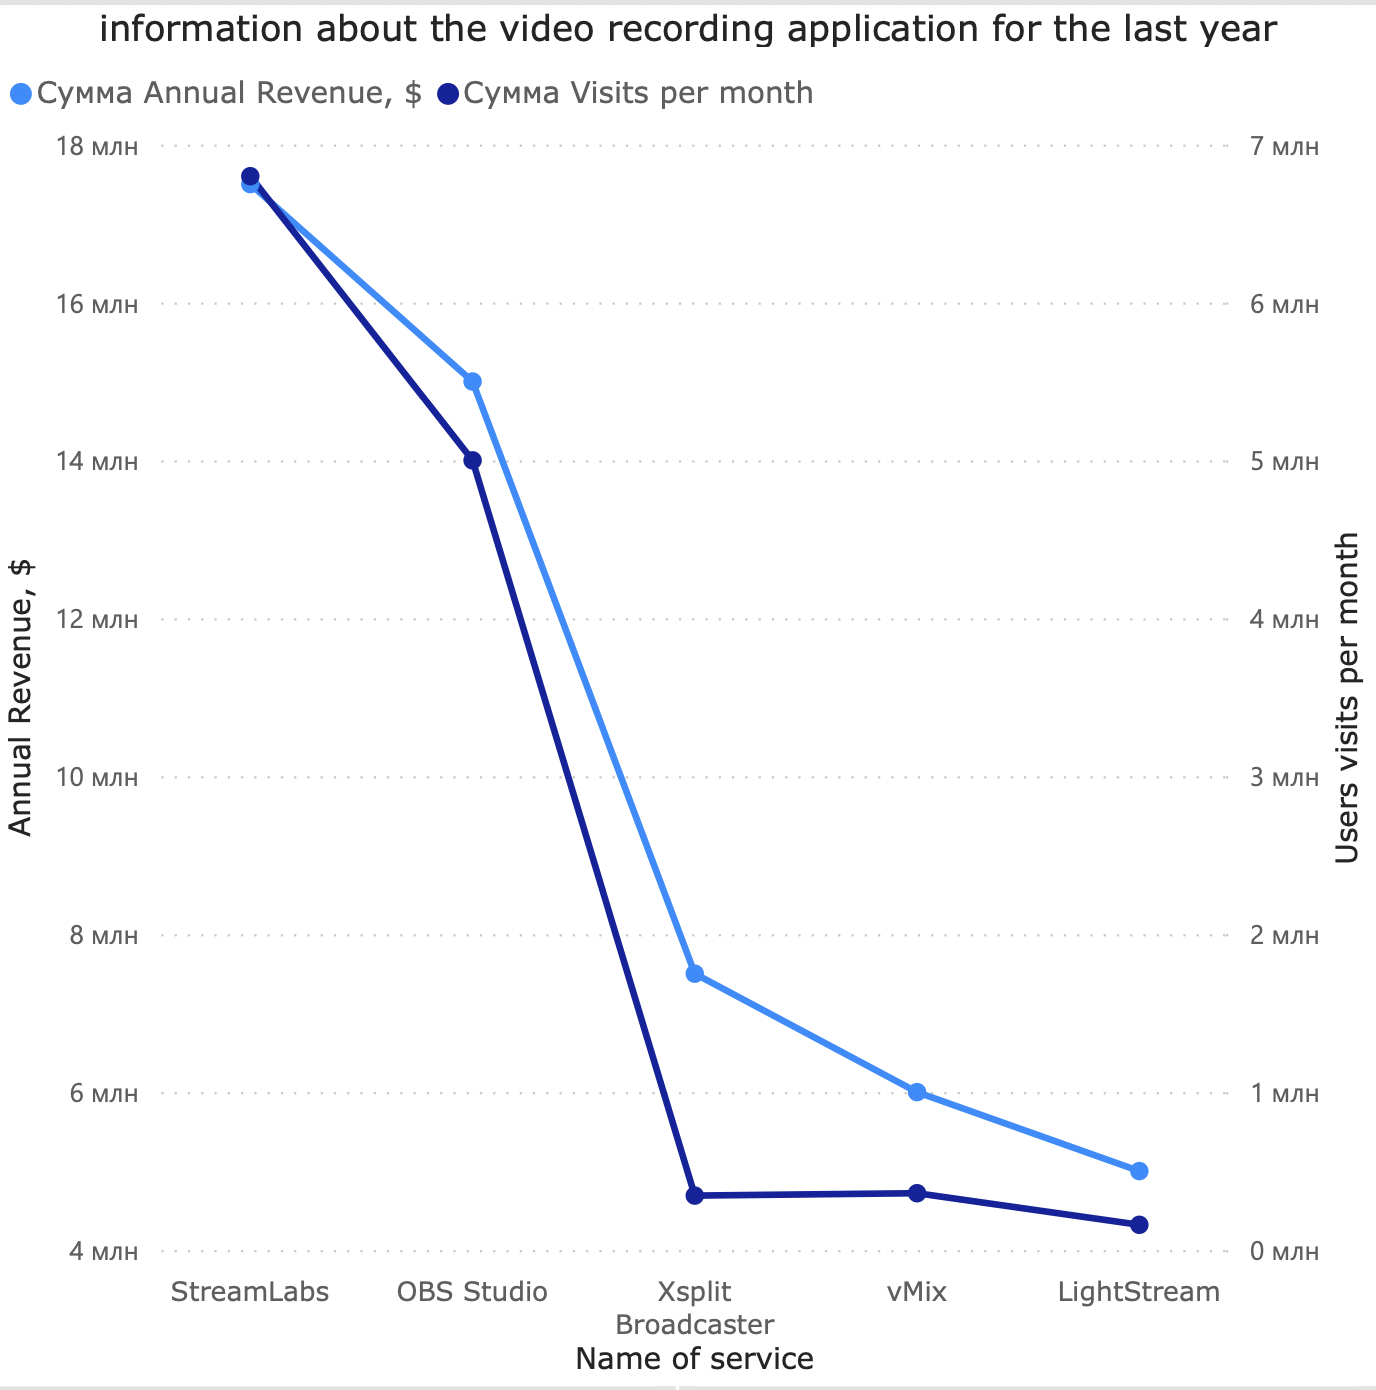 information about the video recording application for the last year
Сумма Annual Revenue, $ Сумма Visits per month
18 млн
16 млн
14 млн
12 млн
10 млн
8 млн
6 млн
4 млн
Annual Revenue, $
7 млн
6 млн
5 млн
4 млн
3 млн
2 млн
1 млн
0 млн
Users visits per month
StreamLabs OBS Studio Xsplit vMix LightStream
Broadcaster
Name of service